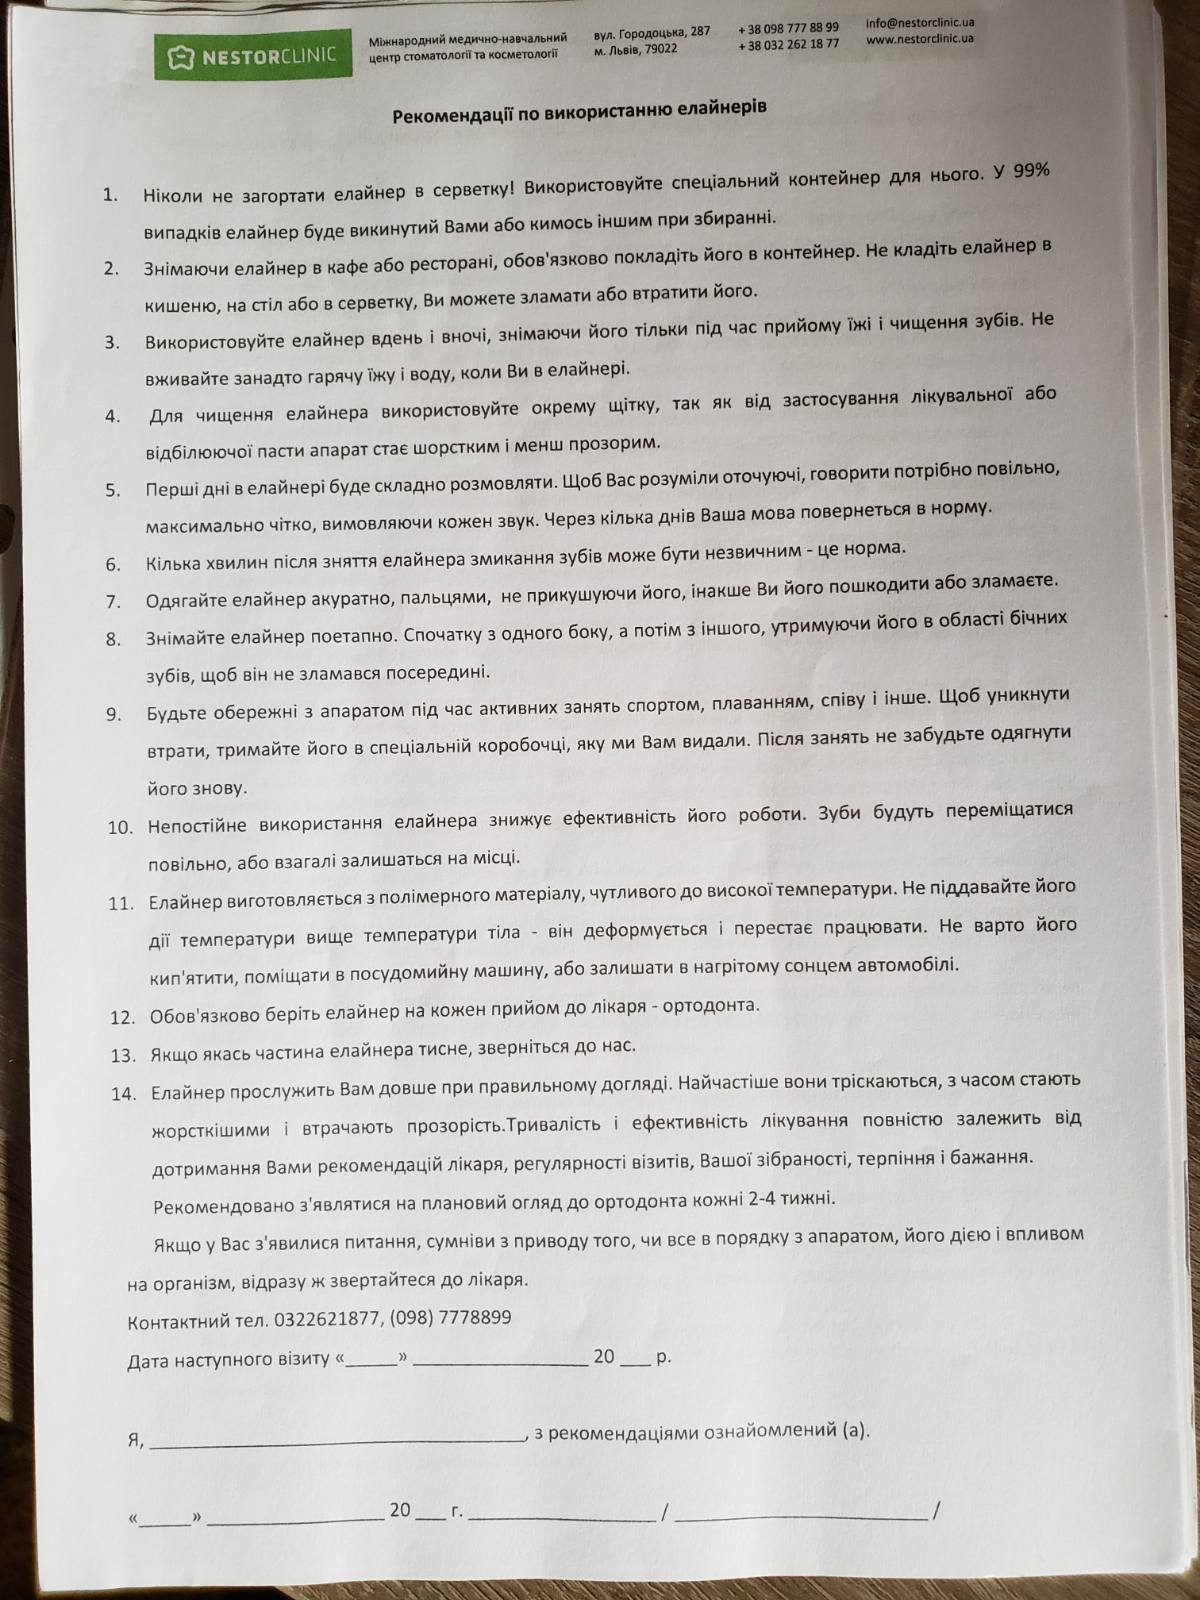 NESTORCLINIC
Міжнародний медично-навчальний
центр стоматології та косметології
вул. Городоцька, 287
м. Львів, 79022
+ 38 098 777 88 99
+ 38 032 262 18 77
info@nestorclinic.ua
www.nestorclinic.ua
Рекомендації по використанню елайнерів
1. Ніколи не загортати елайнер в серветку! Використовуйте спеціальний контейнер для нього. У 99%
випадків елайнер буде викинутий Вами або кимось іншим при збиранні.
2. Знімаючи елайнер в кафе або ресторані, обов'язково покладіть його в контейнер. Не кладіть елайнер в
кишеню, на стіл або в серветку, Ви можете зламати або втратити його.
3. Використовуйте елайнер вдень і вночі, знімаючи його тільки під час прийому їжі і чищення зубів. Не
вживайте занадто гарячу їжу і воду, коли Ви в елайнері.
4. Для чищення елайнера використовуйте окрему щітку, так як від застосування лікувальної або
відбілюючої пасти апарат стає шорстким і менш прозорим.
5. Перші дні в елайнері буде складно розмовляти. Щоб Вас розуміли оточуючі, говорити потрібно повільно,
максимально чітко, вимовляючи кожен звук. Через кілька днів Ваша мова повернеться в норму.
6. Кілька хвилин після зняття елайнера змикання зубів може бути незвичним - це норма.
7. Одягайте елайнер акуратно, пальцями, не прикушуючи його, інакше Ви його пошкодити або зламаєте.
8. Знімайте елайнер поетапно. Спочатку з одного боку, а потім з іншого, утримуючи його в області бічних
зубів, щоб він не зламався посередині.
9. Будьте обережні з апаратом під час активних занять спортом, плаванням, співу і інше. Щоб уникнути
втрати, тримайте його в спеціальній коробочці, яку ми Вам видали. Після занять не забудьте одягнути
його знову.
10. Непостійне використання елайнера знижує ефективність його роботи. Зуби будуть переміщатися
повільно, або взагалі залишаться на місці.
11. Елайнер виготовляється з полімерного матеріалу, чутливого до високої температури. Не піддавайте його
дії температури вище температури тіла - він деформується і перестає працювати. Не варто його
кип'ятити, поміщати в посудомийну машину, або залишати в нагрітому сонцем автомобілі.
12. Обов'язково беріть елайнер на кожен прийом до лікаря - ортодонта.
13. Якщо якась частина елайнера тисне, зверніться до нас.
14. Елайнер прослужить Вам довше при правильному догляді. Найчастіше вони тріскаються, з часом стають
жорсткішими і втрачають прозорість.Тривалість і ефективність лікування повністю залежить від
дотримання Вами рекомендацій лікаря, регулярності візитів, Вашої зібраності, терпіння і бажання.
Рекомендовано з'являтися на плановий огляд до ортодонта кожні 2-4 тижні.
Якщо у Вас з'явилися питання, сумніви з приводу того, чи все в порядку з апаратом, його дією і впливом
на організм, відразу ж звертайтеся до лікаря.
Контактний тел. 0322621877, (098) 7778899
Дата наступного візиту «_____» _________________ 20 ___ р.
Я, ____________________________________, з рекомендаціями ознайомлений (а).
«_____» _________________ 20 ___ г. __________________ / ________________________ /